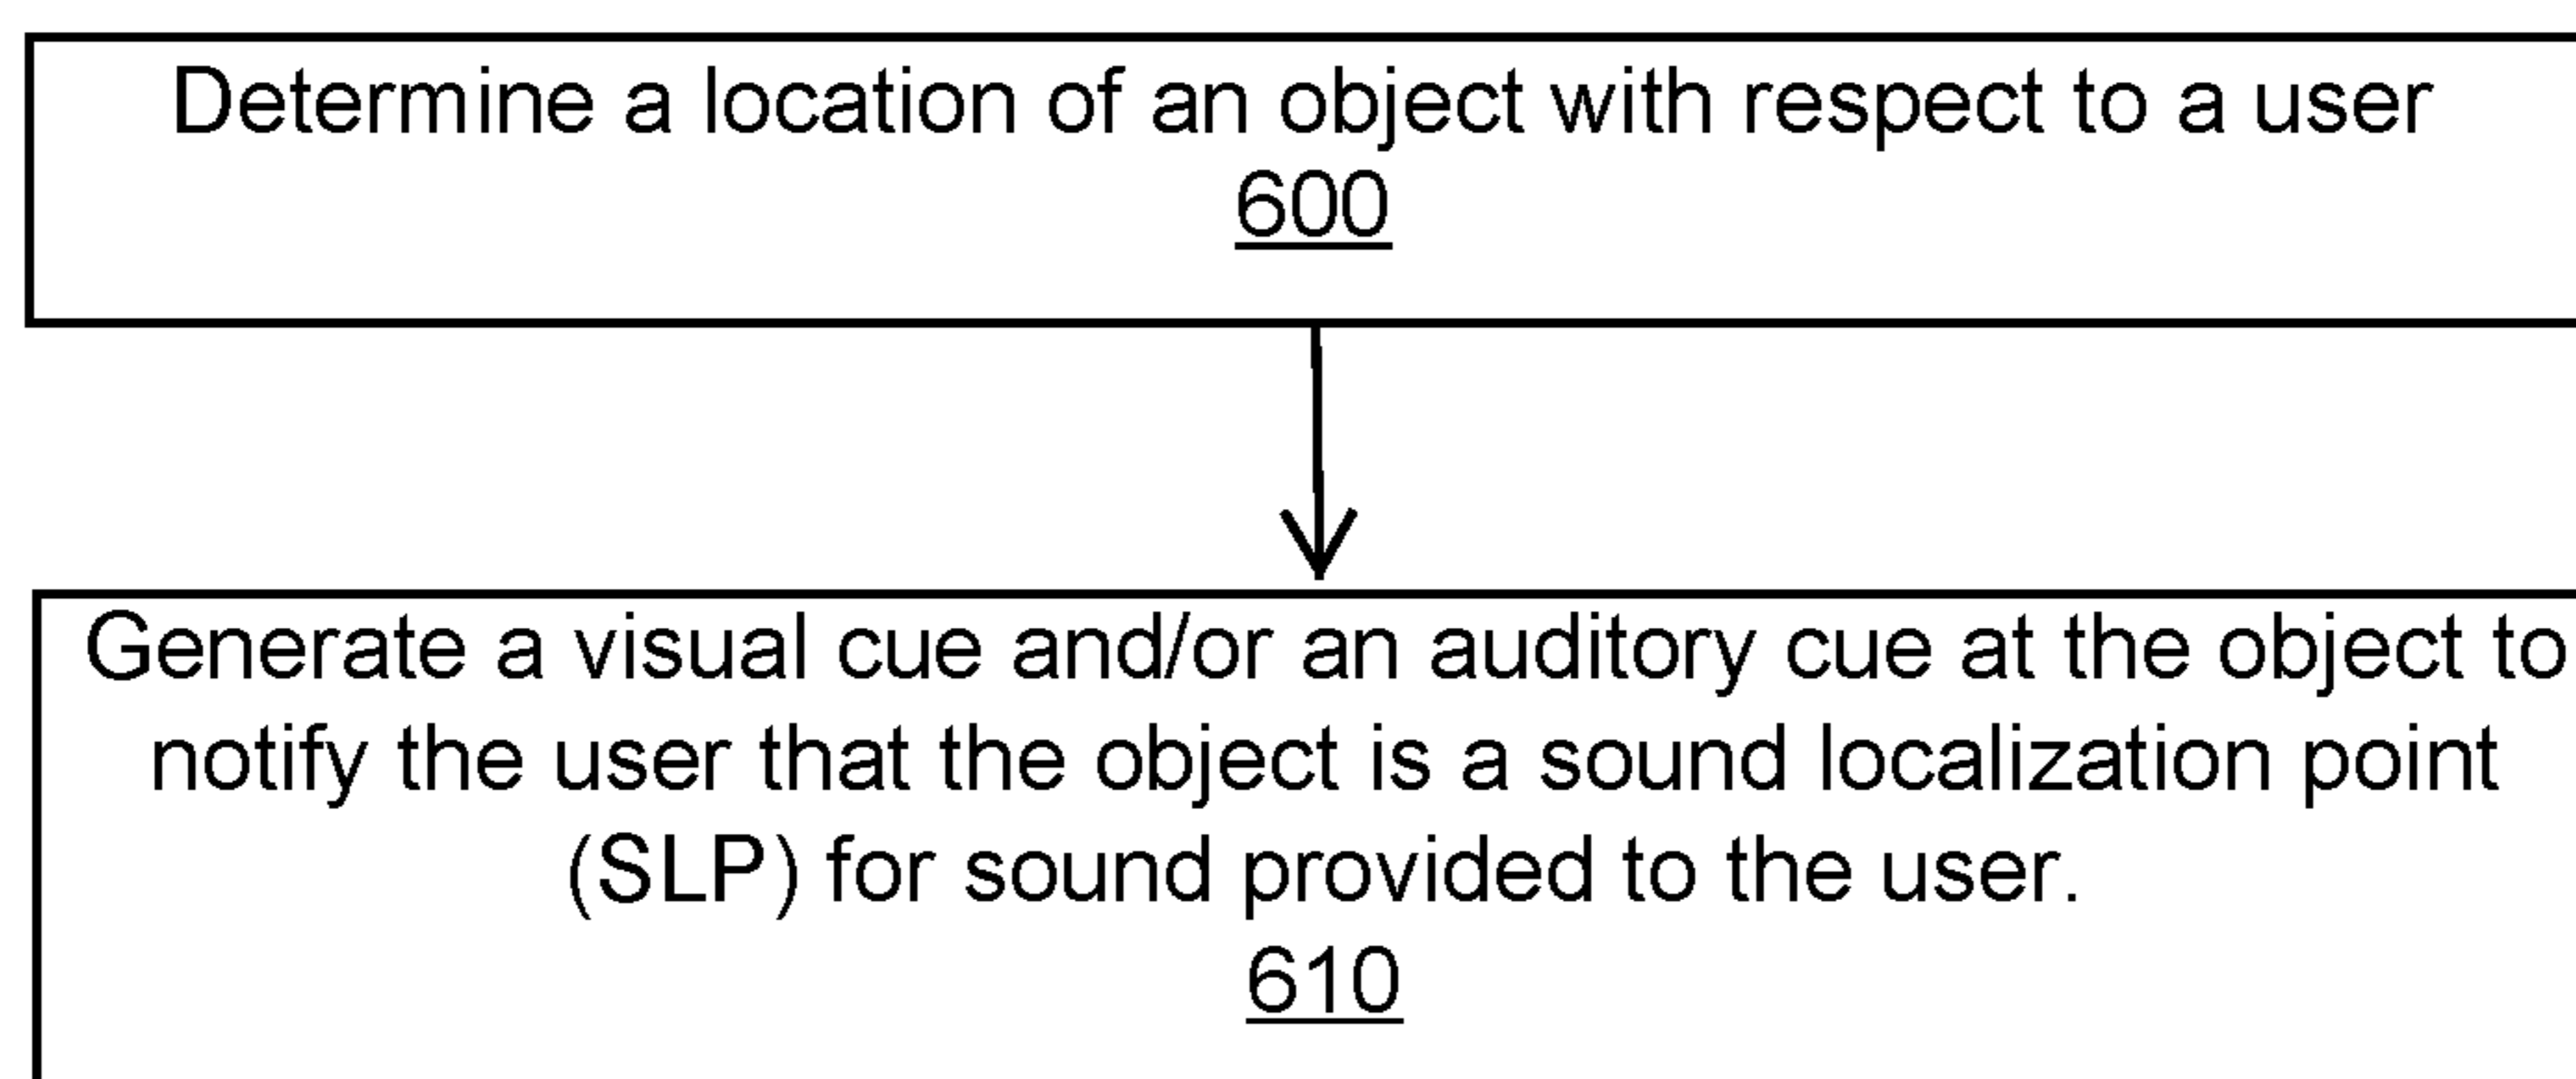 Determine a location of an object with respect to a user
600
Generate a visual cue and/or an auditory cue at the object to
notify the user that the object is a sound localization point
(SLP) for sound provided to the user.
610